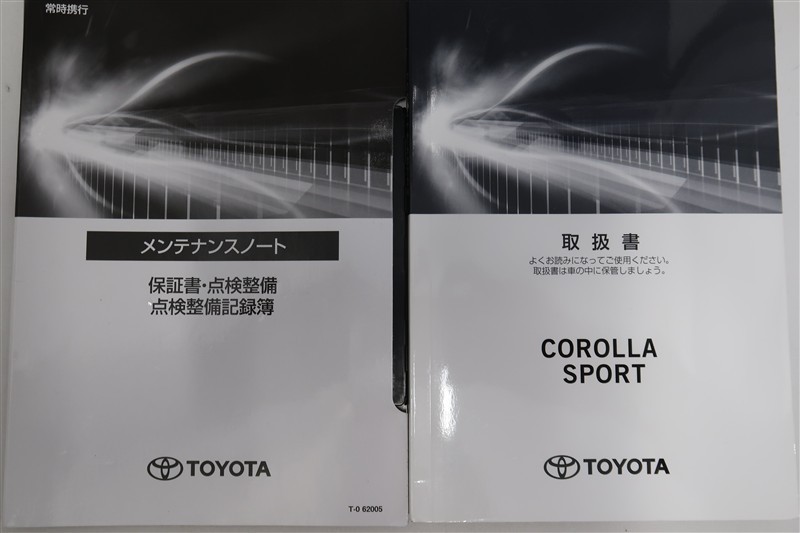 常時携行
メンテナンスノート
保証書・点検整備
点検整備記録簿
TOYOTA
T-0 62005
取扱書
よくお読みになってご使用ください。
取扱書は車の中に保管しましょう。
COROLLA
SPORT
TOYOTA